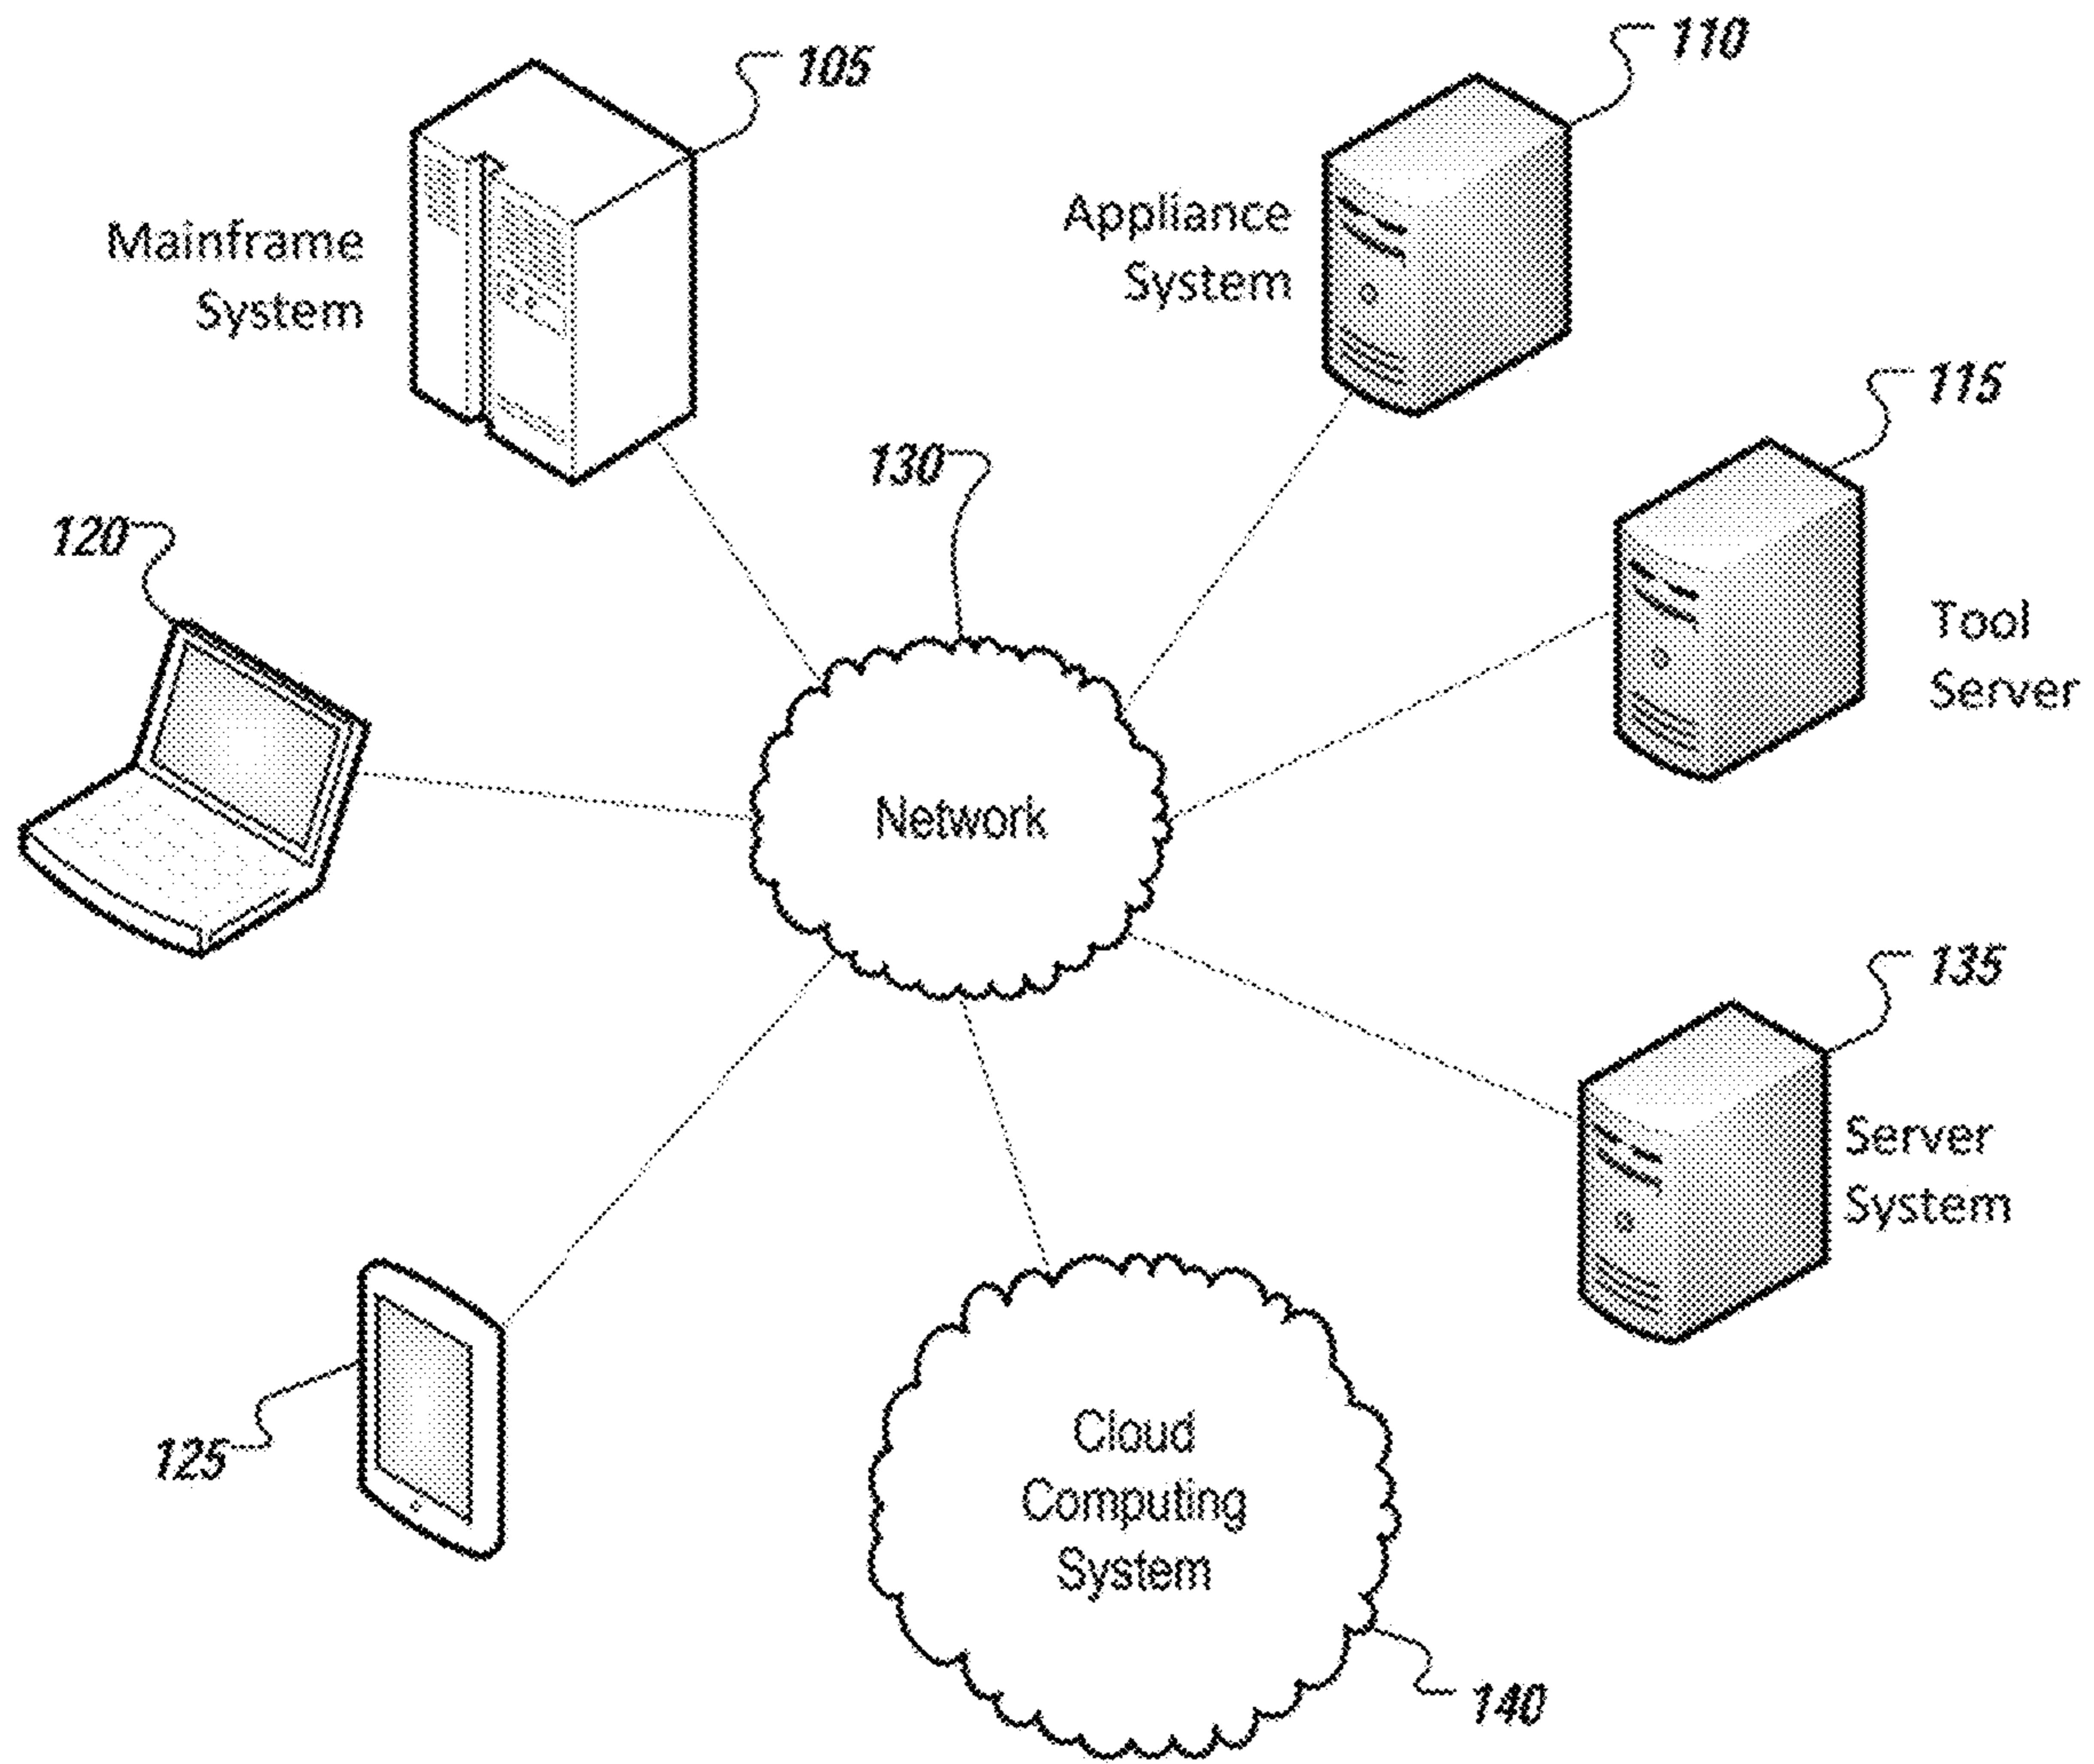 110
105
Mainframe
System
Appliance
System
115
130
120
Tool
Server
Network
135
Server
System
125
Cloud
Computing
System
140